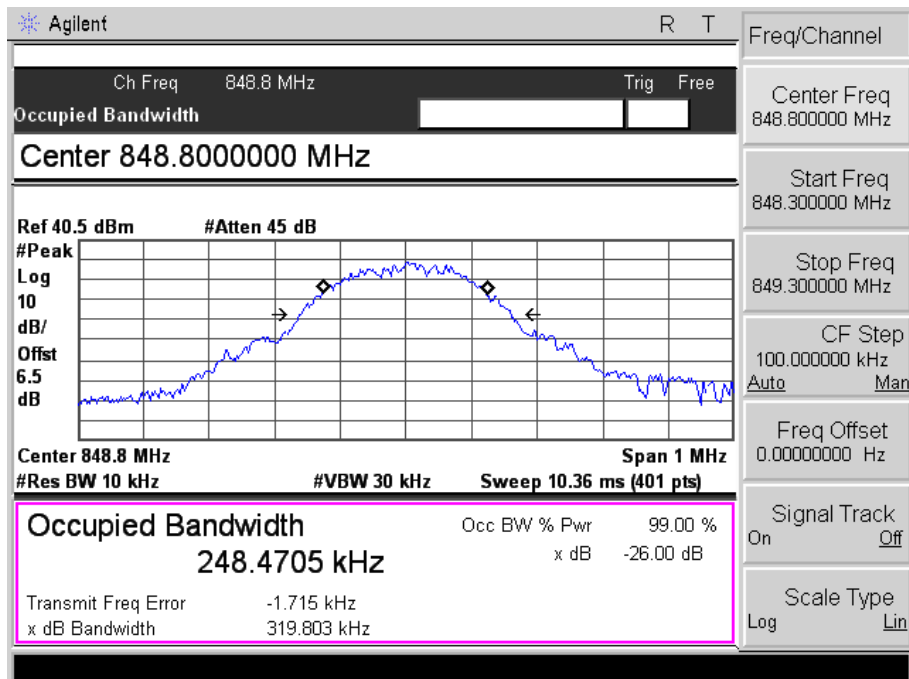 Agilent R T
Ch Freq 848.8 MHz Trig Free
Occupied Bandwidth
Center 848.8000000 MHz
Ref 40.5 dBm #Atten 45 dB
#Peak
Log
10
dB/
Offst
6.5
dB
Center 848.8 MHz Span 1 MHz
#Res BW 10 kHz #VBW 30 kHz Sweep 10.36 ms (401 pts)
Occupied Bandwidth Occ BW % Pwr 99.00 %
248.4705 kHz x dB -26.00 dB
Transmit Freq Error -1.715 kHz
x dB Bandwidth 319.803 kHz
Freq/Channel
Center Freq
848.800000 MHz
Start Freq
848.300000 MHz
Stop Freq
849.300000 MHz
CF Step
100.000000 kHz
Auto Man
Freq Offset
0.00000000 Hz
Signal Track
On Off
Scale Type
Log Lin